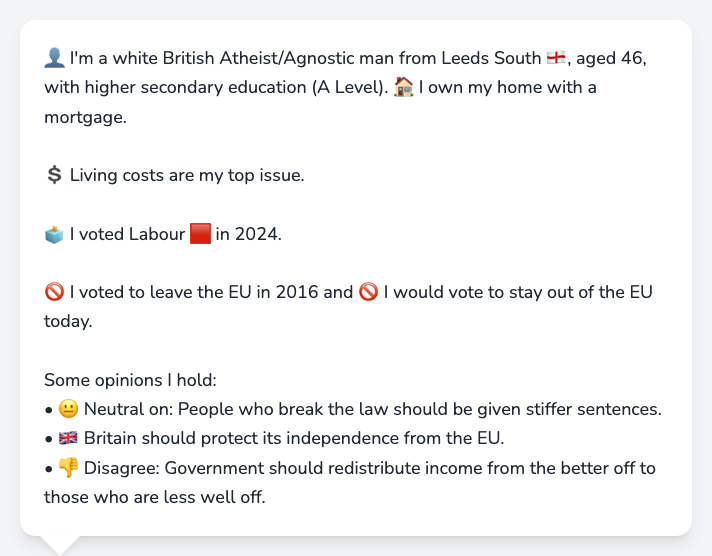 👤 I'm a white British Atheist/Agnostic man from Leeds South 🏴󠁧󠁢󠁥󠁮󠁧󠁿, aged 46,
with higher secondary education (A Level). 🏠 I own my home with a
mortgage.
💲 Living costs are my top issue.
🗳️ I voted Labour 🟥 in 2024.
🚫 I voted to leave the EU in 2016 and 🚫 I would vote to stay out of the EU
today.
Some opinions I hold:
• 😐 Neutral on: People who break the law should be given stiffer sentences.
• 🇬🇧 Britain should protect its independence from the EU.
• 👎 Disagree: Government should redistribute income from the better off to
those who are less well off.